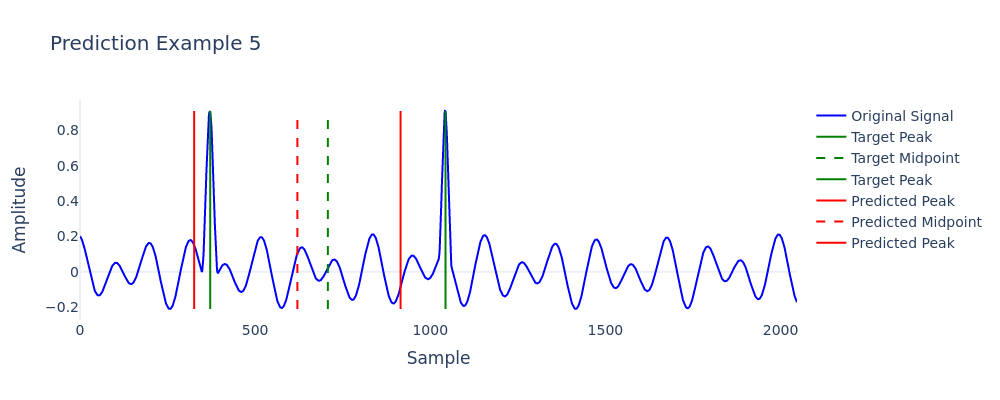 Prediction Example 5
Amplitude
0.8
0.6
0.4
0.2
0
−0.2
0
500
1000
1500
2000
Sample
Original Signal
Target Peak
Target Midpoint
Target Peak
Predicted Peak
Predicted Midpoint
Predicted Peak